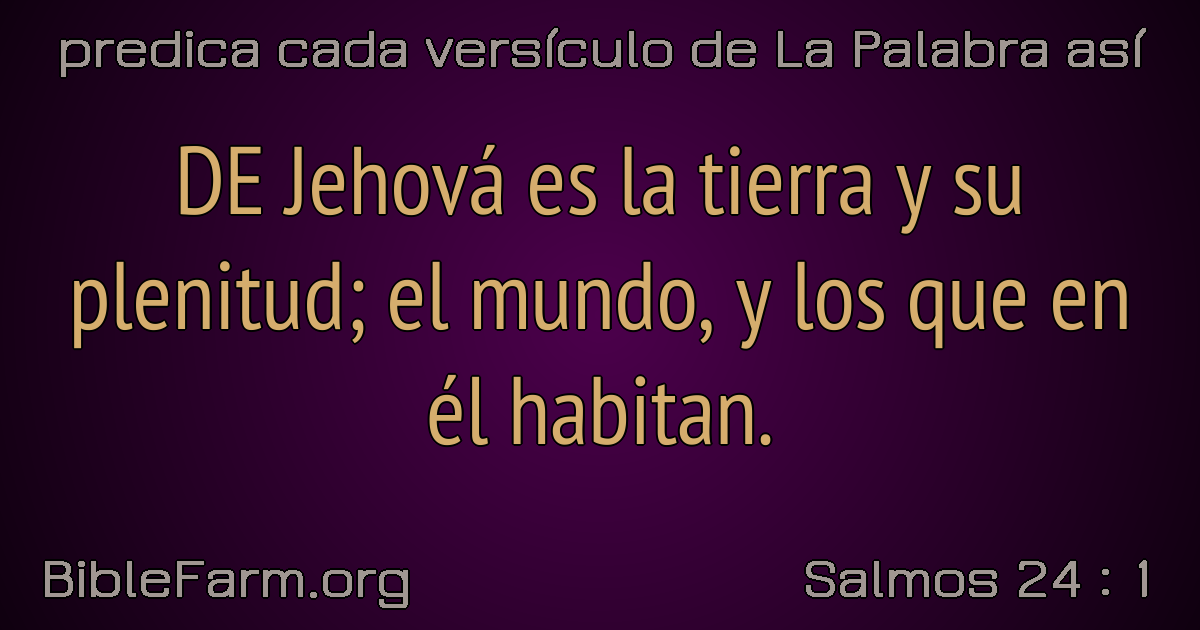 predica cada versículo de La Palabra así
DE Jehová es la tierra y su
plenitud; el mundo, y los que en
él habitan.
BibleFarm.org
Salmos 24 : 1